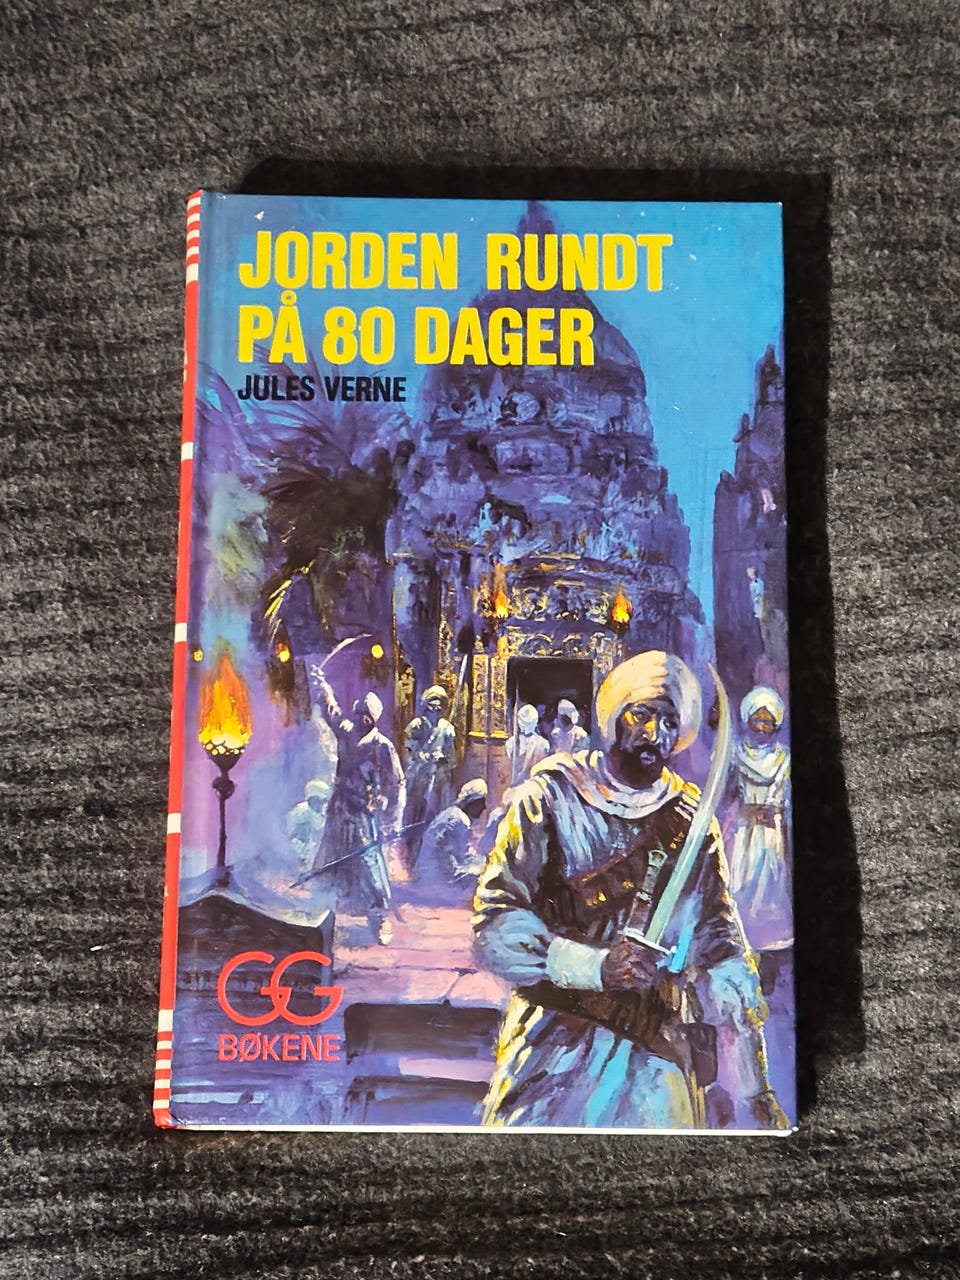 JORDEN RUNDT
PÅ 80 DAGER
JULES VERNE
GG
BØKENE